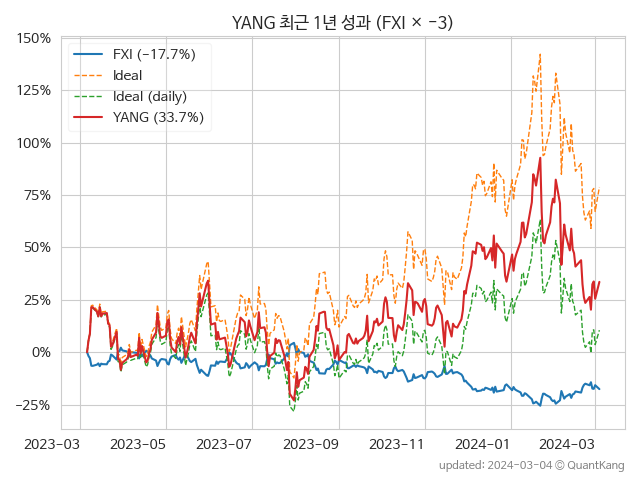 YANG 최근 1년 성과 (FXI × −3)
FXI (−17.7%)
Ideal
Ideal (daily)
YANG (33.7%)
150%
125%
100%
75%
50%
25%
0%
−25%
2023−03 2023−05 2023−07 2023−09 2023−11 2024−01 2024−03
updated: 2024−03−04 © QuantKang